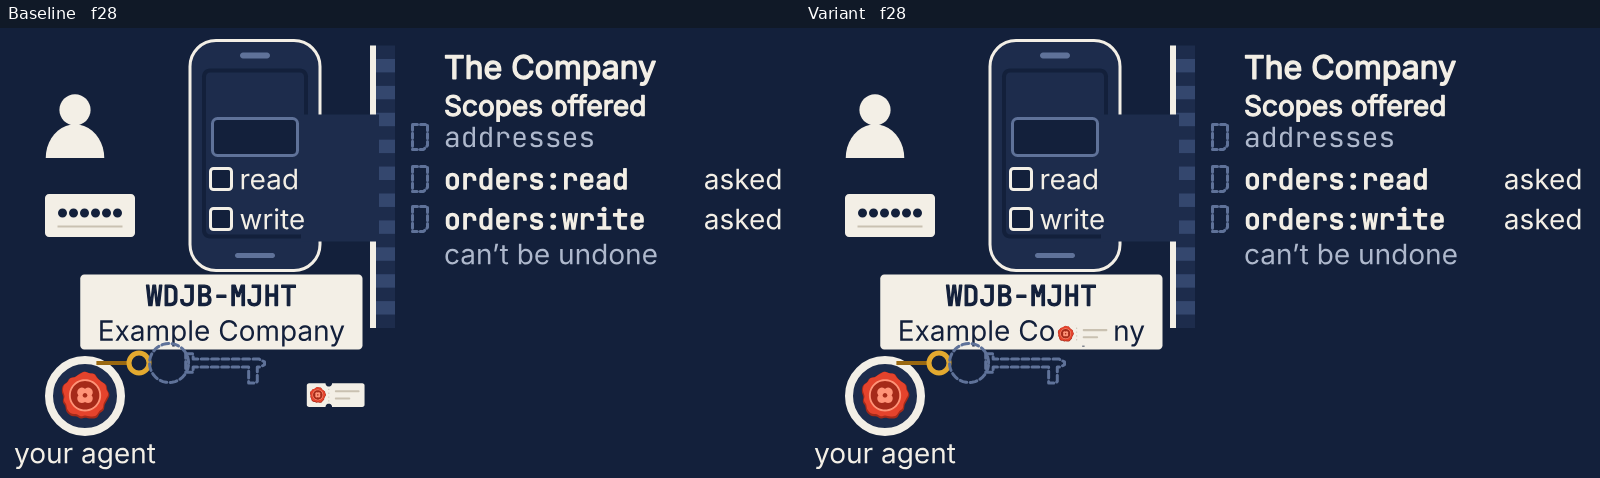 Baseline f28
The Company
Scopes offered
addresses
read
orders:read asked
write
orders:write asked
can’t be undone
WDJB-MJHT
Example Company
your agent
Variant f28
The Company
Scopes offered
addresses
read
orders:read asked
write
orders:write asked
can’t be undone
WDJB-MJHT
Example Co ny
your agent